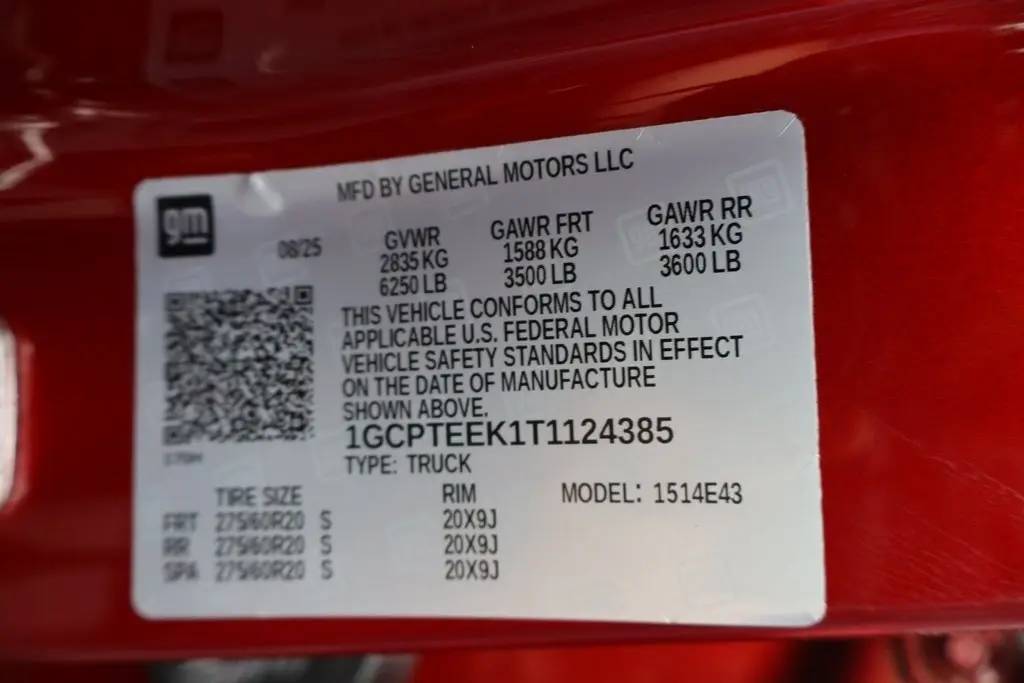 MFD BY GENERAL MOTORS LLC
gm
08/25
GVWR GAWR FRT GAWR RR
2835 KG 1588 KG 1633 KG
6250 LB 3500 LB 3600 LB
THIS VEHICLE CONFORMS TO ALL
APPLICABLE U.S. FEDERAL MOTOR
VEHICLE SAFETY STANDARDS IN EFFECT
ON THE DATE OF MANUFACTURE
SHOWN ABOVE.
1GCPTEEK1T1124385
TYPE: TRUCK
TIRE SIZE RIM MODEL: 1514E43
FRT 275/60R20 S 20X9J
RR 275/60R20 S 20X9J
SPA 275/60R20 S 20X9J